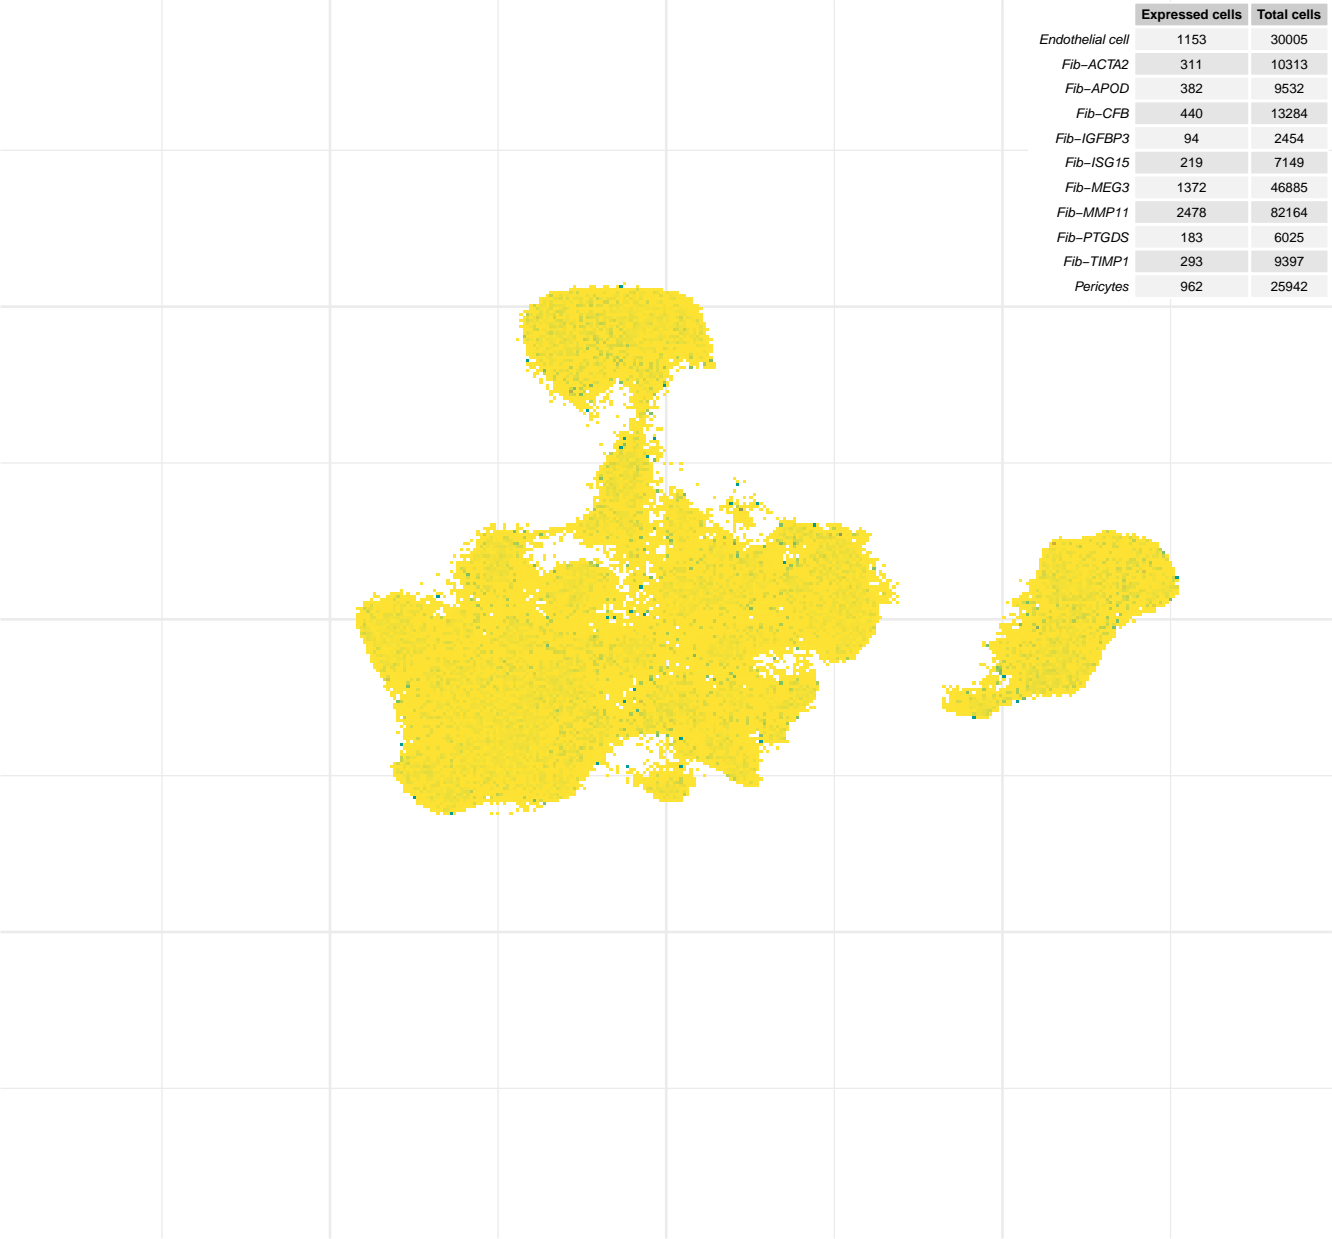 Expressed cells Total cells
Endothelial cell 1153 30005
Fib−ACTA2 311 10313
Fib−APOD 382 9532
Fib−CFB 440 13284
Fib−IGFBP3 94 2454
Fib−ISG15 219 7149
Fib−MEG3 1372 46885
Fib−MMP11 2478 82164
Fib−PTGDS 183 6025
Fib−TIMP1 293 9397
Pericytes 962 25942